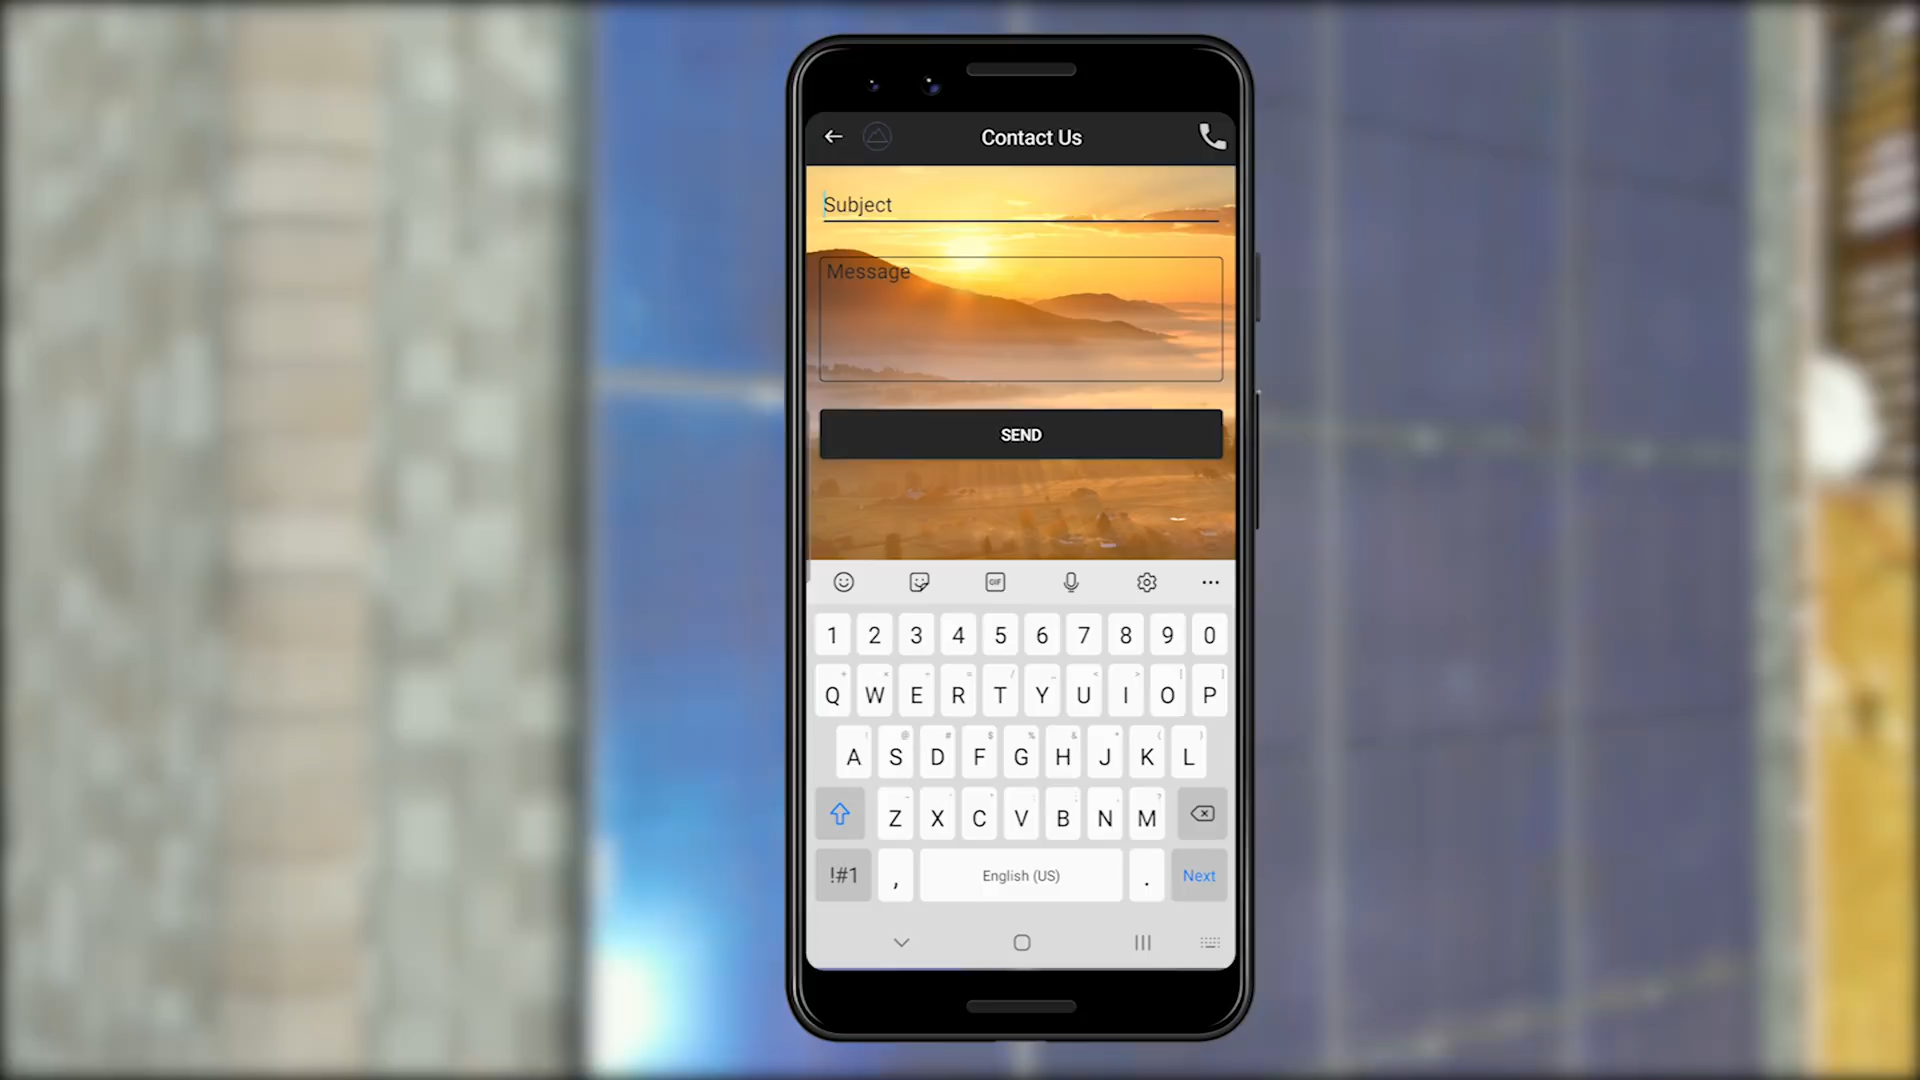 Contact Us
Subject
Message
SEND
GIF
1 2 3 4 5 6 7 8 9 0
Q W E R T Y U I O P
A S D F G H J K L
Z X C V B N M
!#1 , English (US) . Next